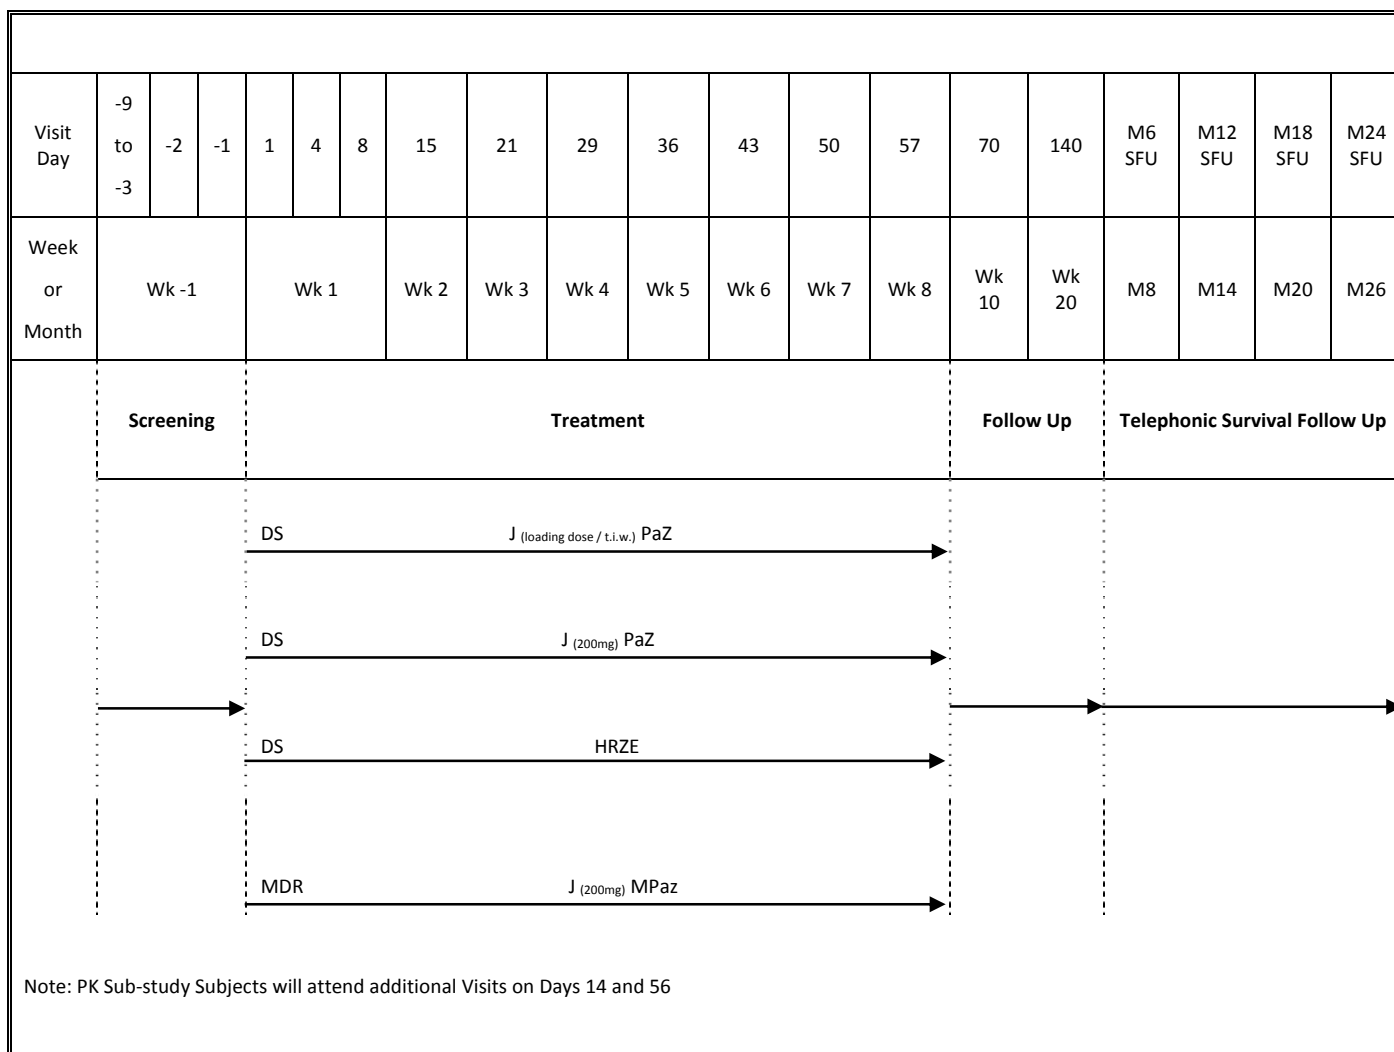 Visit Day -9 to -3 -2 -1 1 4 8 15 21 29 36 43 50 57 70 140 M6 SFU M12 SFU M18 SFU M24 SFU
Week or Month Wk -1 Wk 1 Wk 2 Wk 3 Wk 4 Wk 5 Wk 6 Wk 7 Wk 8 Wk 10 Wk 20 M8 M14 M20 M26
Screening Treatment Follow Up Telephonic Survival Follow Up
DS J (loading dose / t.i.w.) PaZ
DS J (200mg) PaZ
DS HRZE
MDR J (200mg) MPaz
Note: PK Sub-study Subjects will attend additional Visits on Days 14 and 56